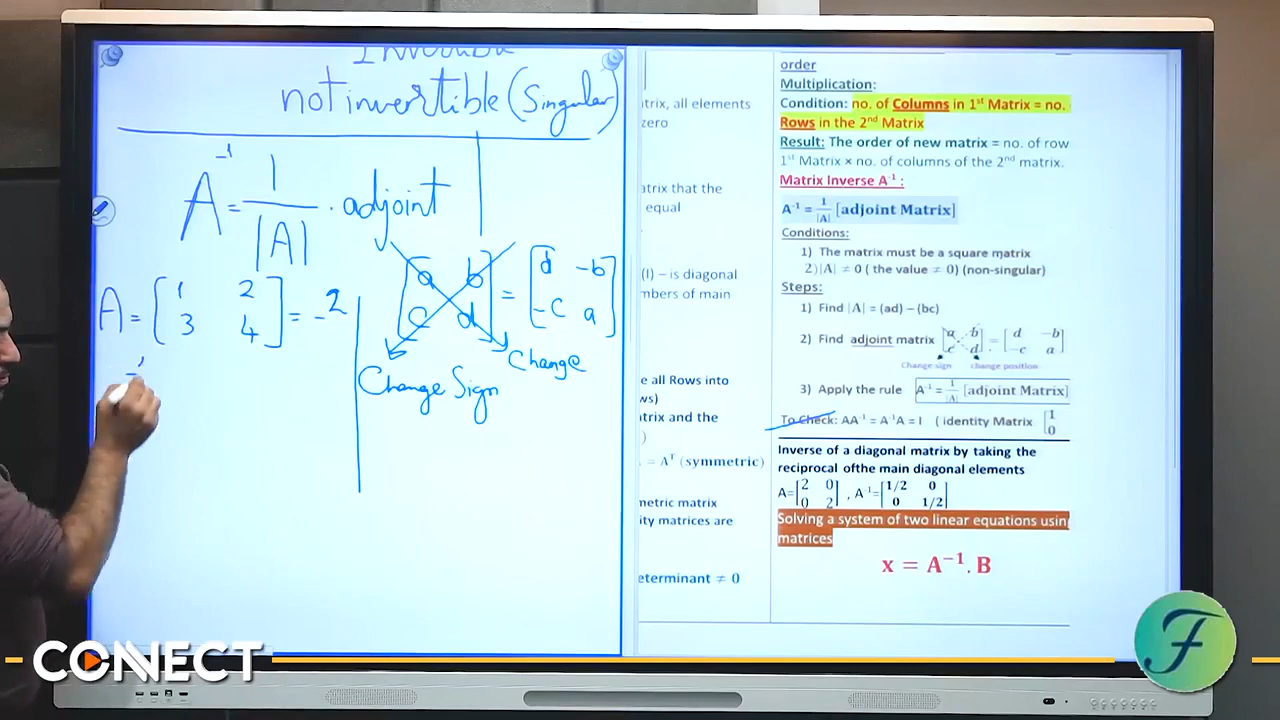 not invertible (Singular)
A⁻¹ = 1/|A| . adjoint
[a b
c d] = [d -b
-c a]
Change Sign
Change
A = [1 2
3 4] = -2
-1
trix, all elements
zero
atrix that the
equal
(I) – is diagonal
mbers of main
e all Rows into
ws)
trix and the
)
= Aᵀ (symmetric)
metric matrix
ity matrices are
eterminant ≠ 0
order
Multiplication:
Condition: no. of Columns in 1st Matrix = no.
Rows in the 2nd Matrix
Result: The order of new matrix = no. of row
1st Matrix × no. of columns of the 2nd matrix.
Matrix Inverse A⁻¹ :
A⁻¹ = 1/|A| [adjoint Matrix]
Conditions:
1) The matrix must be a square matrix
2) |A| ≠ 0 ( the value ≠ 0) (non-singular)
Steps:
1) Find |A| = (ad) – (bc)
2) Find adjoint matrix [a b
c d] = [d −b
−c a]
Change sign change position
3) Apply the rule A⁻¹ = 1/|A| [adjoint Matrix]
To Check: AA⁻¹ = A⁻¹A = I ( identity Matrix [1
0
Inverse of a diagonal matrix by taking the
reciprocal ofthe main diagonal elements
A=[2 0
0 2] , A⁻¹=[1/2 0
0 1/2]
Solving a system of two linear equations using
matrices
x = A⁻¹. B
CONNECT
F